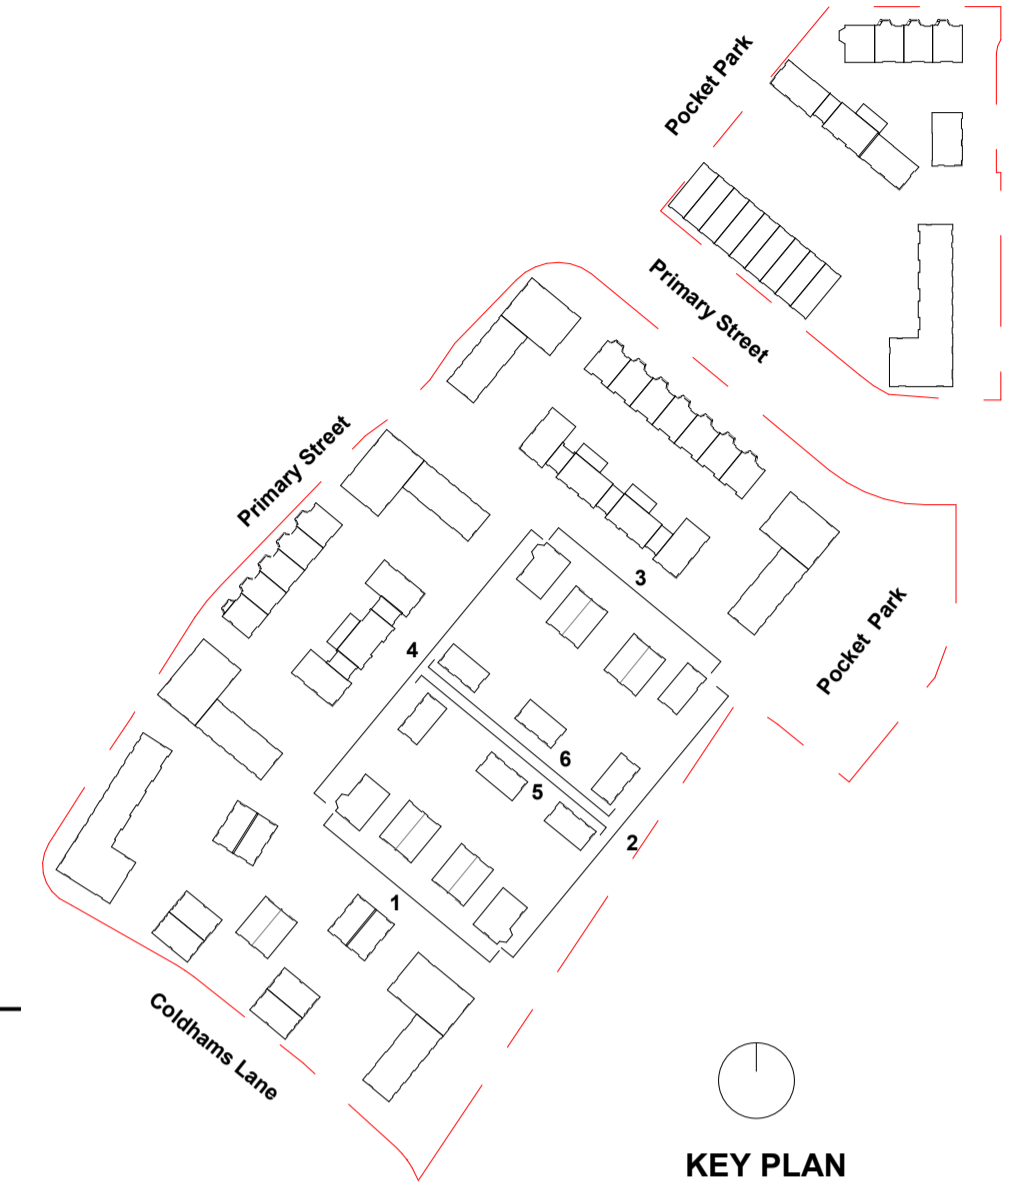 Pocket Park
Primary Street
Primary Street
3
4
Pocket Park
6
5
2
1
Coldhams Lane
KEY PLAN